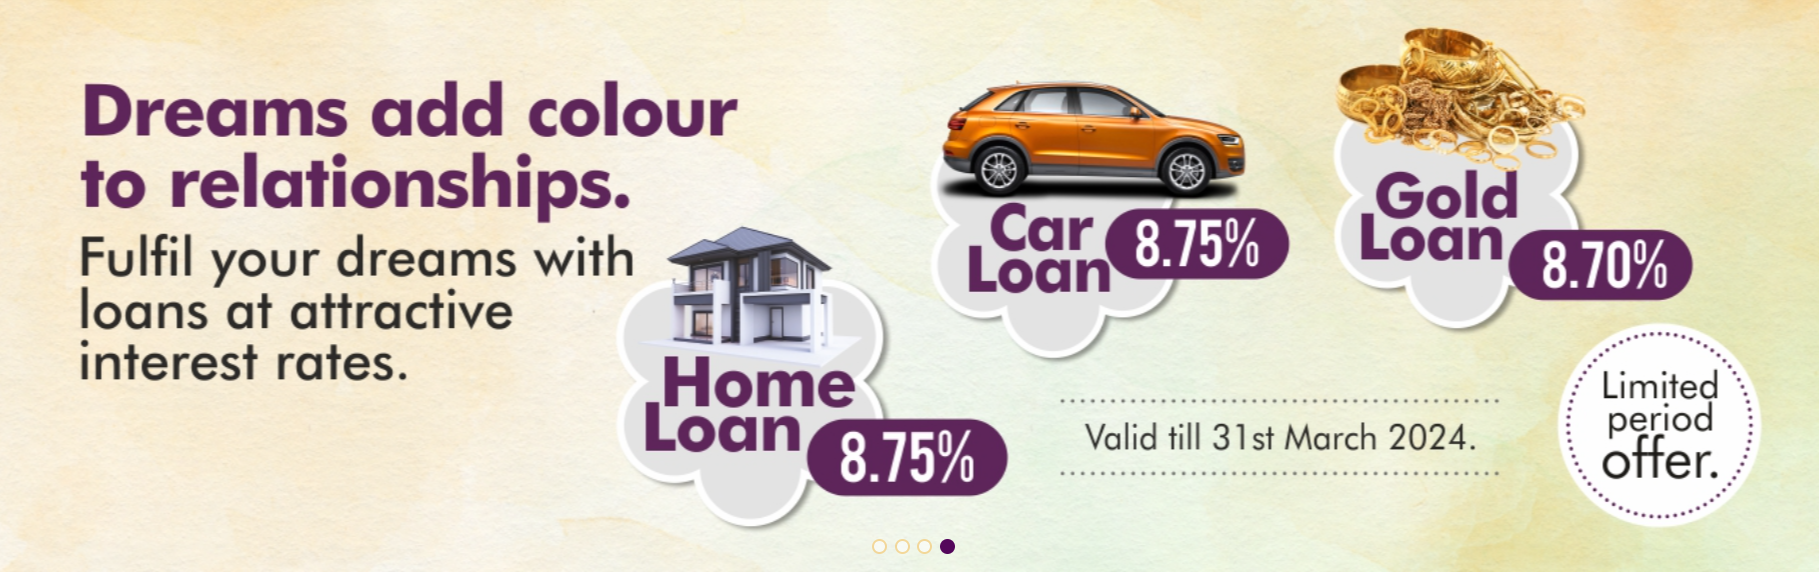 Dreams add colour
to relationships.
Fulfil your dreams with
loans at attractive
interest rates.
Home
Loan
8.75%
Car
Loan
8.75%
Gold
Loan
8.70%
Valid till 31st March 2024.
Limited
period
offer.